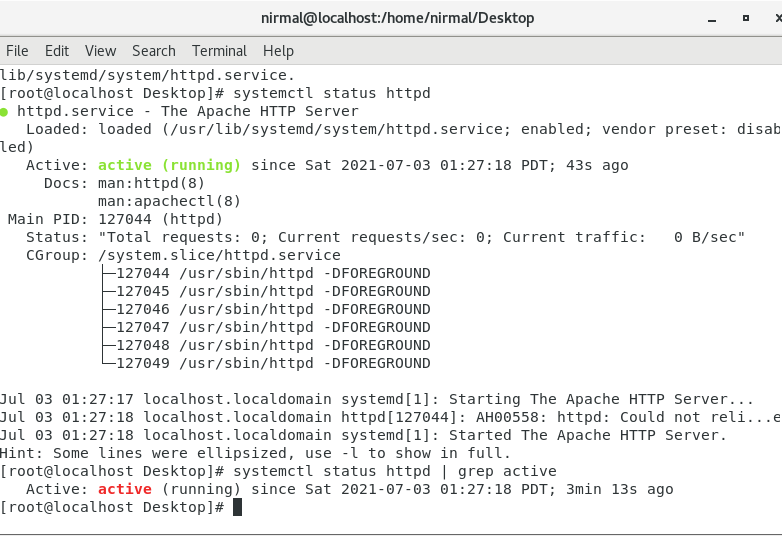 nirmal@localhost:/home/nirmal/Desktop
File Edit View Search Terminal Help
lib/systemd/system/httpd.service.
[root@localhost Desktop]# systemctl status httpd
● httpd.service - The Apache HTTP Server
   Loaded: loaded (/usr/lib/systemd/system/httpd.service; enabled; vendor preset: disab
led)
   Active: active (running) since Sat 2021-07-03 01:27:18 PDT; 43s ago
     Docs: man:httpd(8)
           man:apachectl(8)
 Main PID: 127044 (httpd)
   Status: "Total requests: 0; Current requests/sec: 0; Current traffic:   0 B/sec"
   CGroup: /system.slice/httpd.service
           ├─127044 /usr/sbin/httpd -DFOREGROUND
           ├─127045 /usr/sbin/httpd -DFOREGROUND
           ├─127046 /usr/sbin/httpd -DFOREGROUND
           ├─127047 /usr/sbin/httpd -DFOREGROUND
           ├─127048 /usr/sbin/httpd -DFOREGROUND
           └─127049 /usr/sbin/httpd -DFOREGROUND
Jul 03 01:27:17 localhost.localdomain systemd[1]: Starting The Apache HTTP Server...
Jul 03 01:27:18 localhost.localdomain httpd[127044]: AH00558: httpd: Could not reli...e
Jul 03 01:27:18 localhost.localdomain systemd[1]: Started The Apache HTTP Server.
Hint: Some lines were ellipsized, use -l to show in full.
[root@localhost Desktop]# systemctl status httpd | grep active
   Active: active (running) since Sat 2021-07-03 01:27:18 PDT; 3min 13s ago
[root@localhost Desktop]#